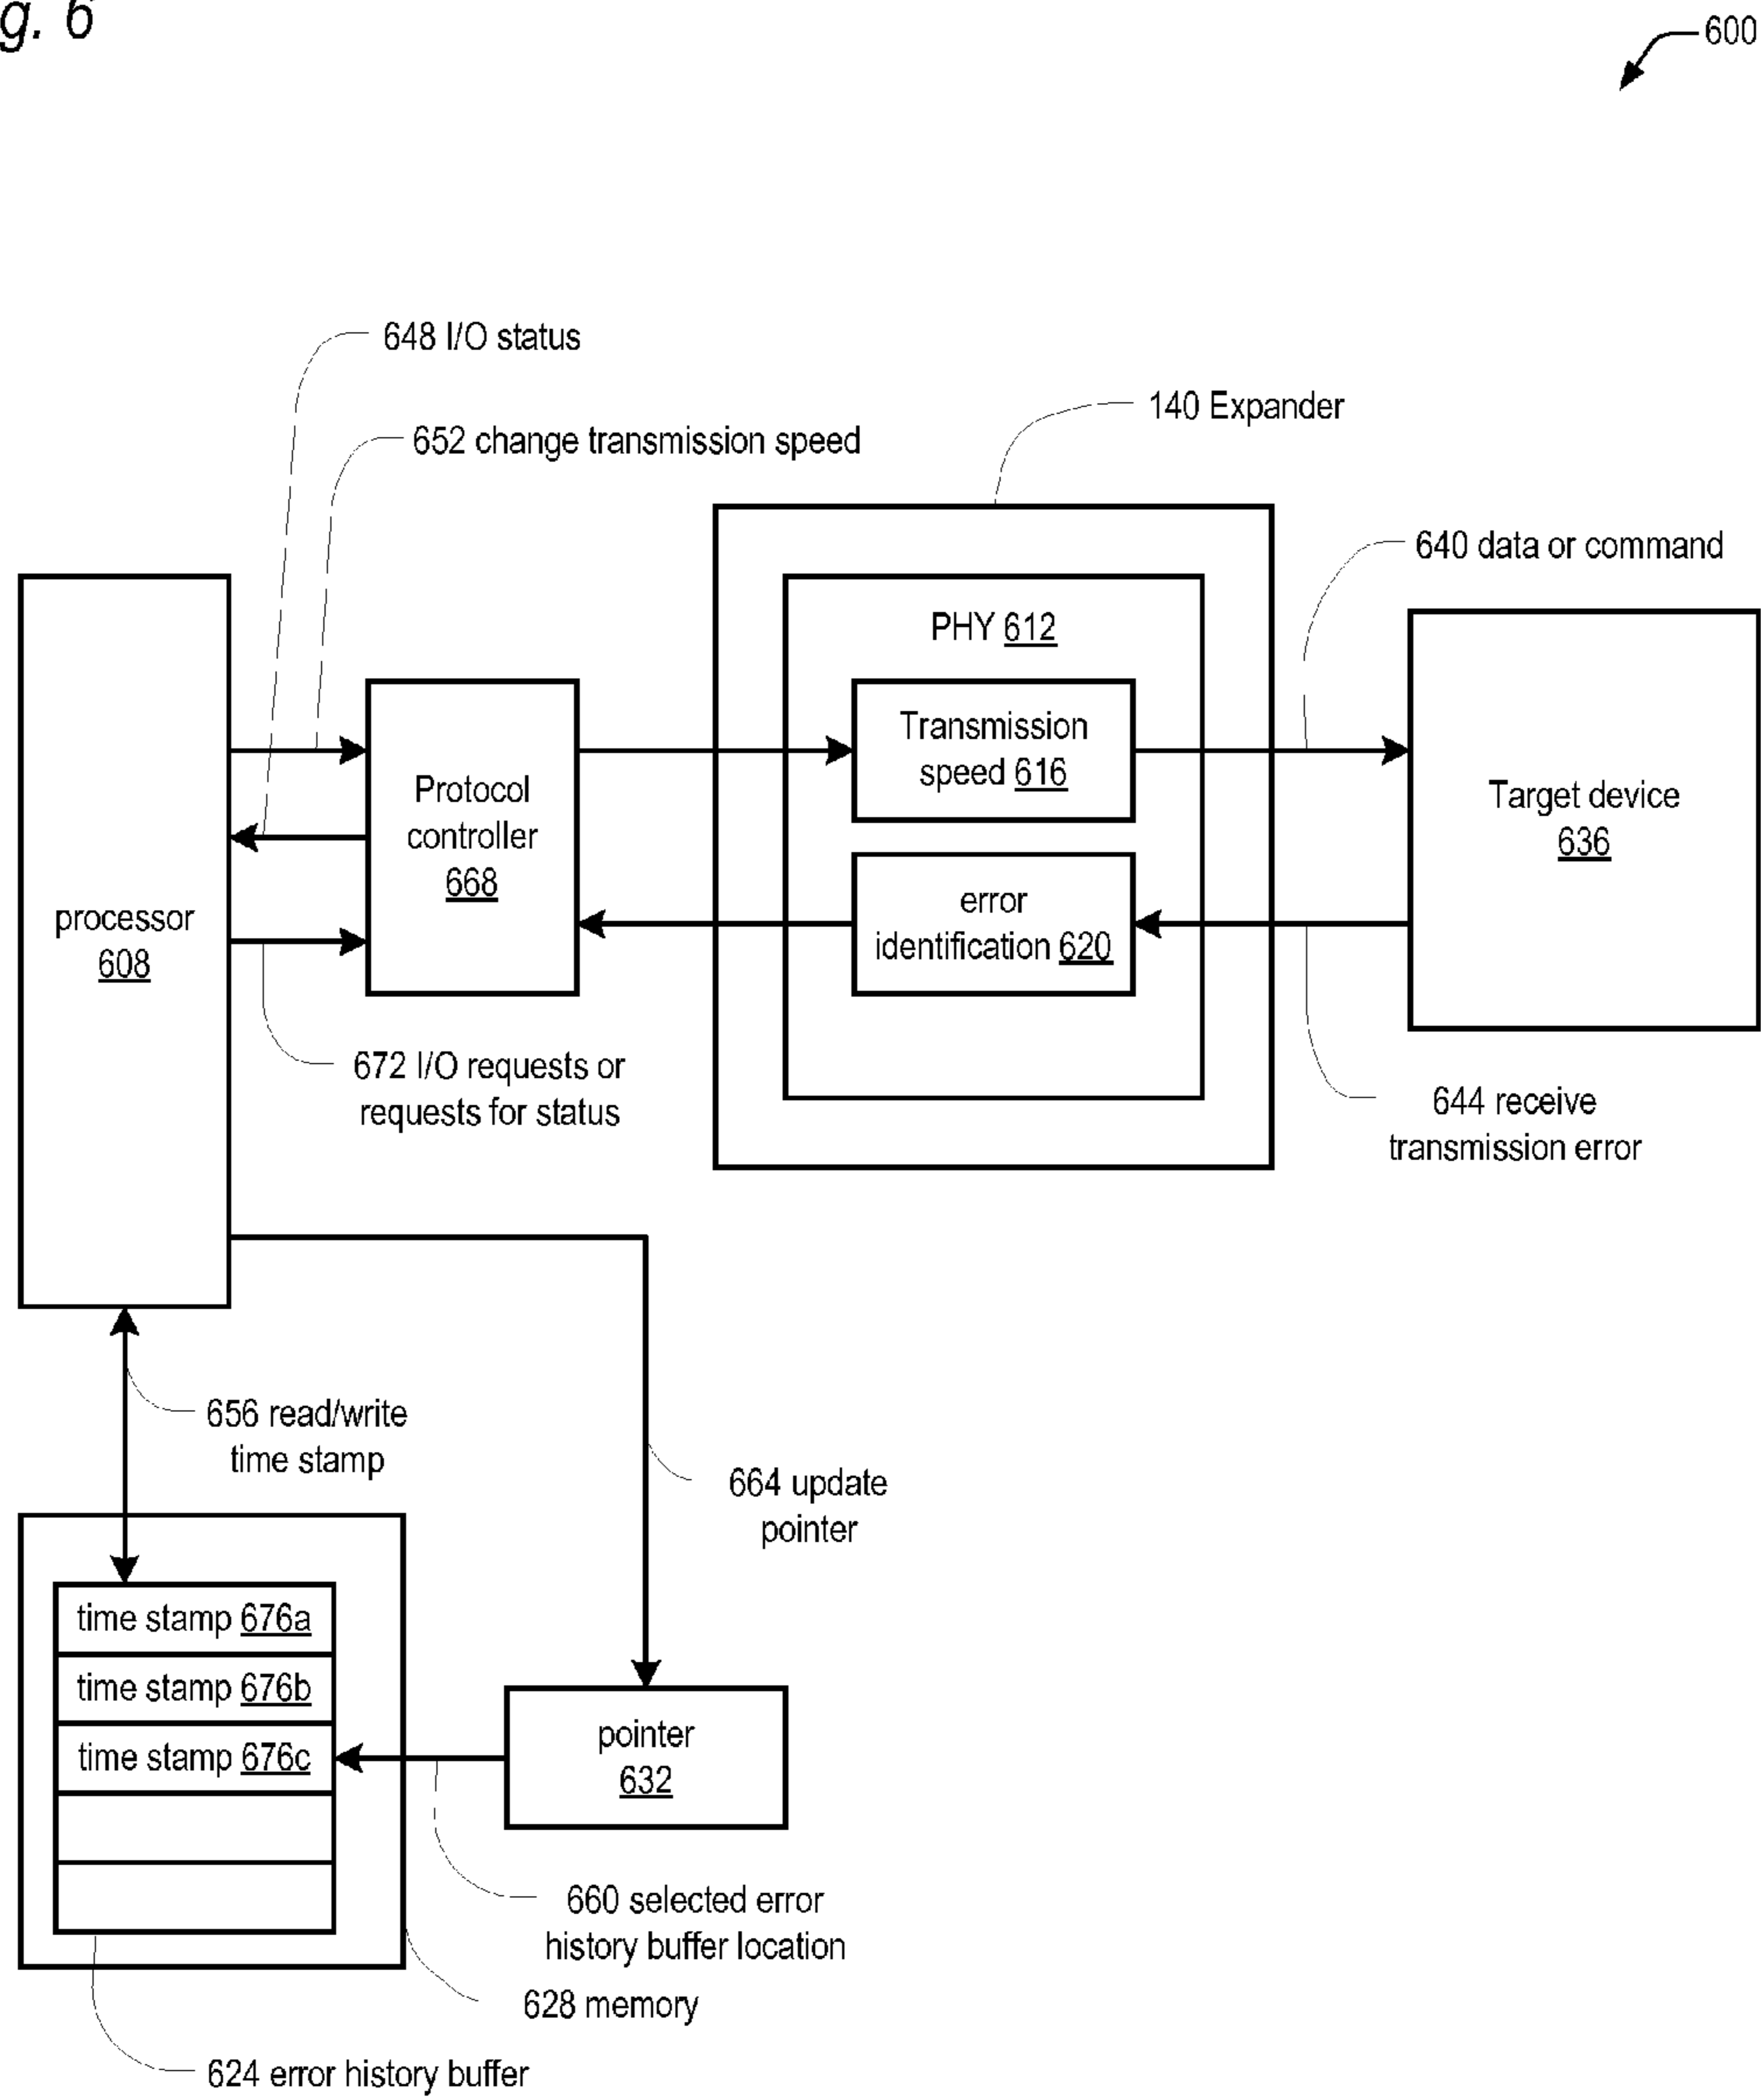 g. 6
600
648 I/O status
652 change transmission speed
140 Expander
640 data or command
PHY 612
Transmission
speed 616
Protocol
controller
668
Target device
636
error
identification 620
processor
608
672 I/O requests or
requests for status
644 receive
transmission error
656 read/write
time stamp
664 update
pointer
time stamp 676a
time stamp 676b
time stamp 676c
pointer
632
660 selected error
history buffer location
628 memory
624 error history buffer